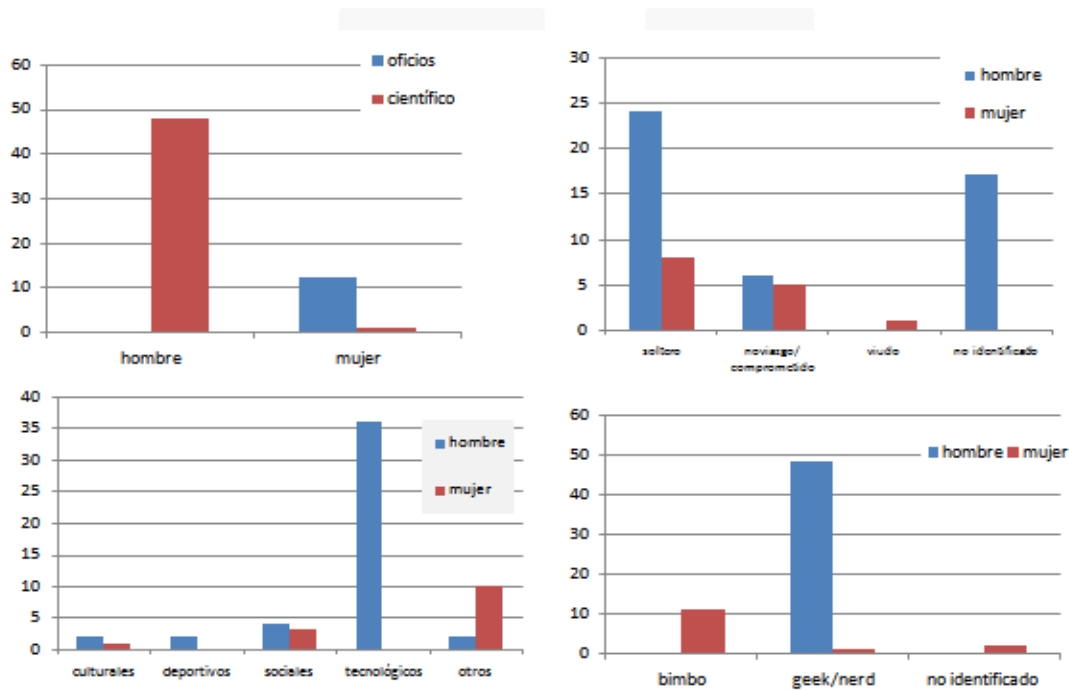 60
50
40
30
20
10
0
hombre mujer
oficios
científico
30
25
20
15
10
5
0
soltero noviazgo/ viudo no identificado
comprometido
hombre
mujer
40
35
30
25
20
15
10
5
0
culturales deportivos sociales tecnológicos otros
hombre
mujer
60
50
40
30
20
10
0
bimbo geek/nerd no identificado
hombre mujer